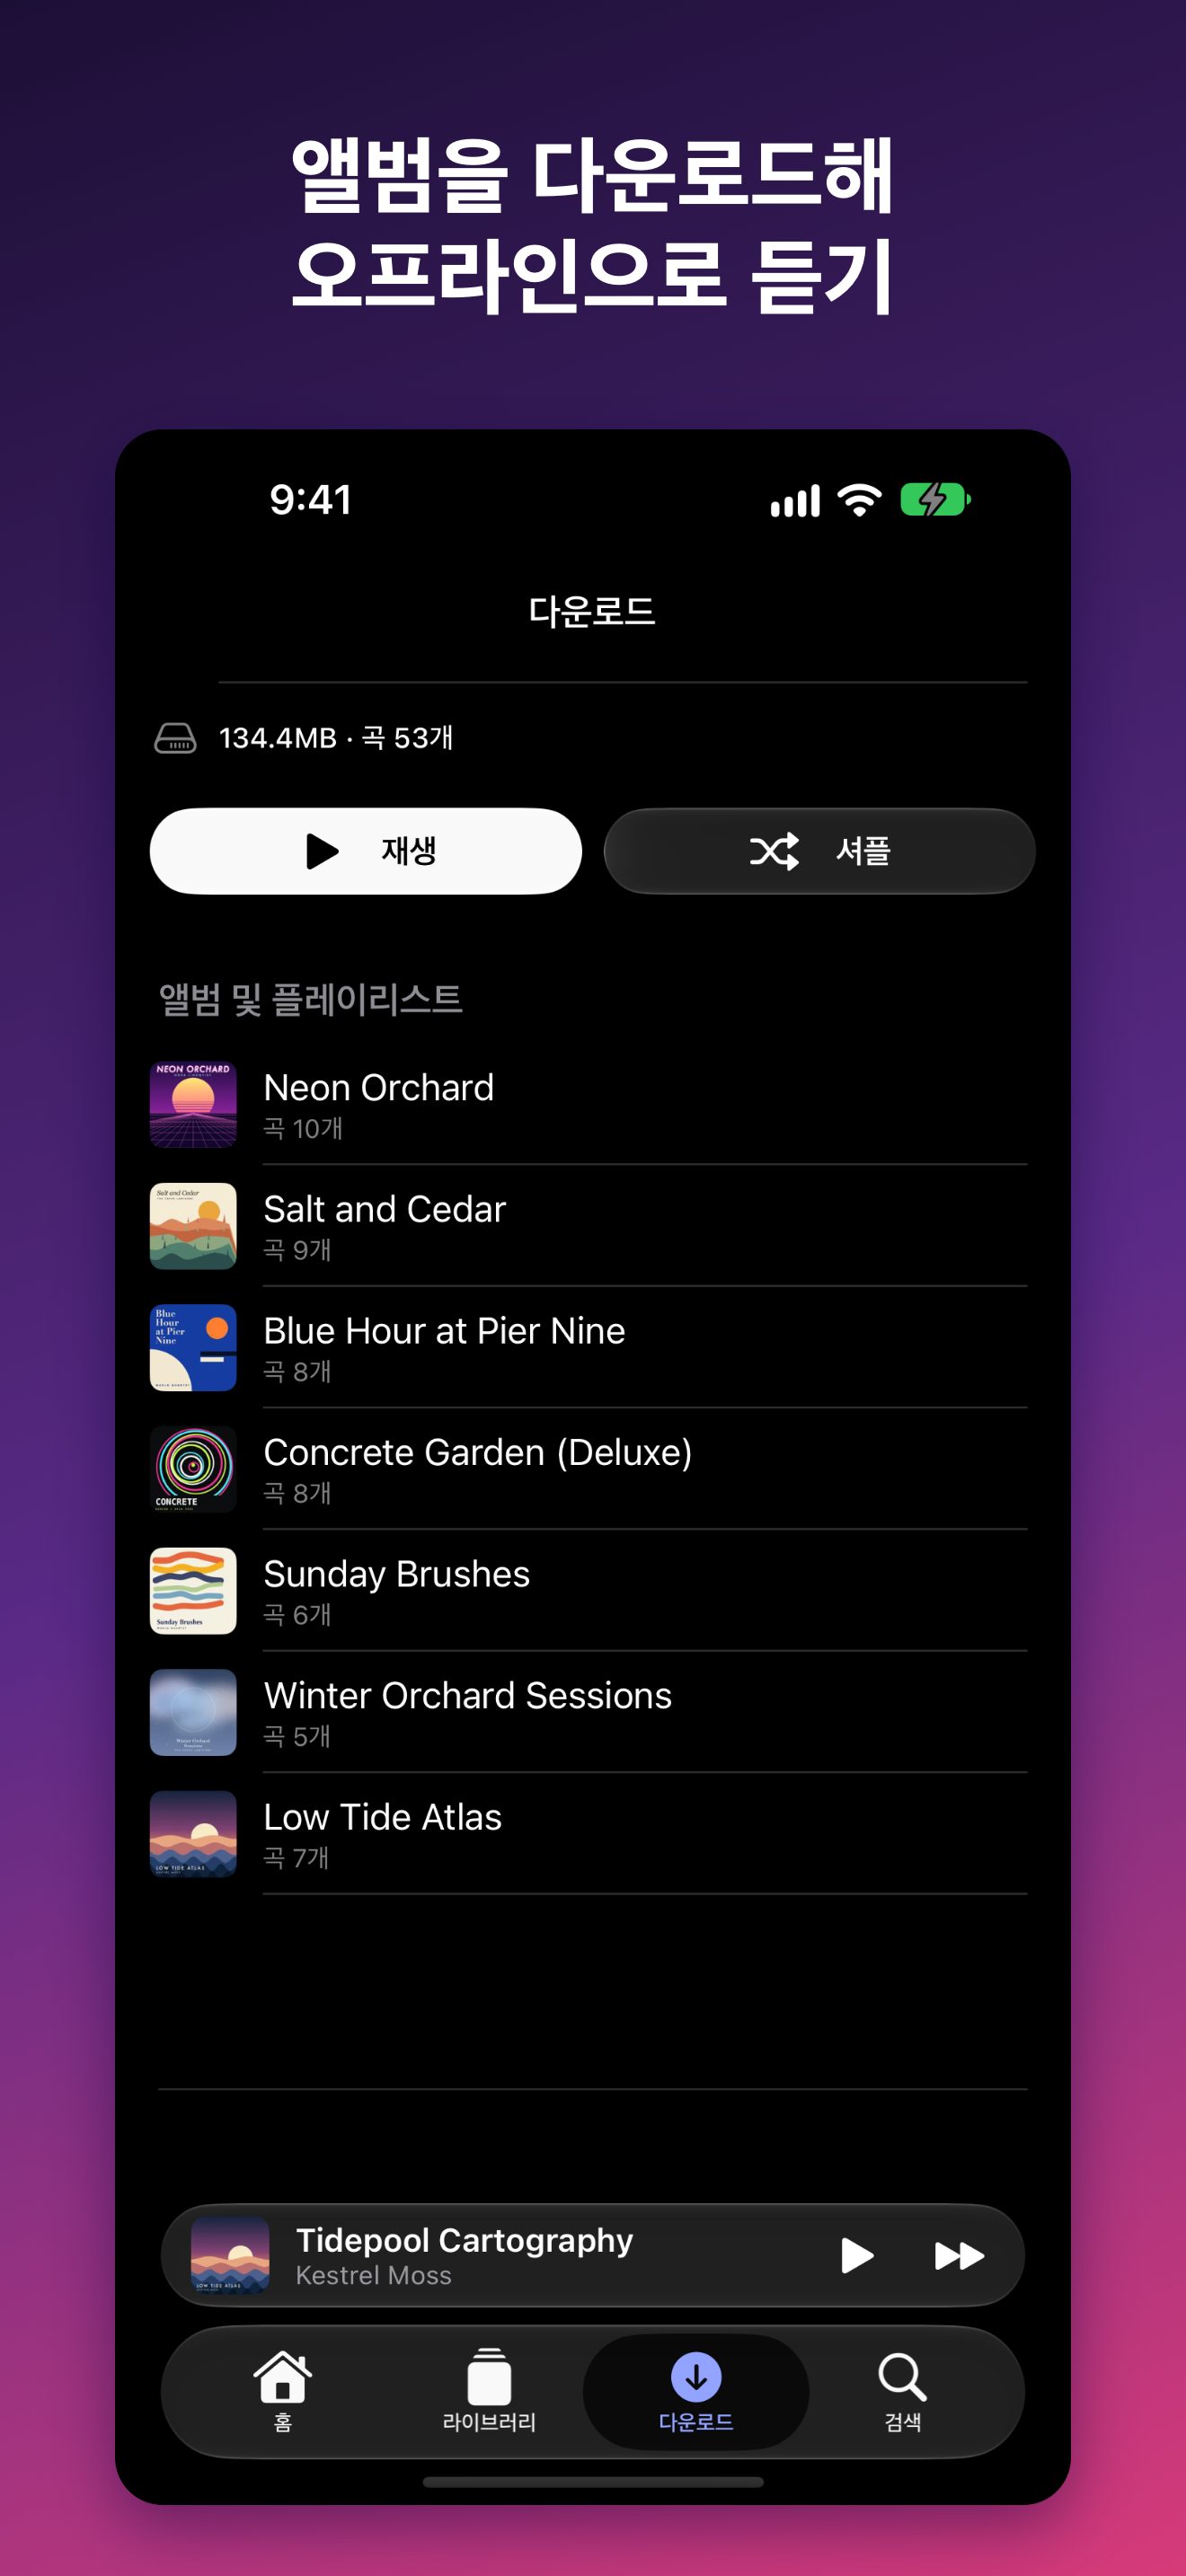 앨범을 다운로드해
오프라인으로 듣기
9:41
다운로드
134.4MB · 곡 53개
재생
셔플
앨범 및 플레이리스트
NEON ORCHARD
Neon Orchard
곡 10개
Salt and Cedar
Salt and Cedar
곡 9개
Blue
Hour
at Pier
Nine
Blue Hour at Pier Nine
곡 8개
CONCRETE
Concrete Garden (Deluxe)
곡 8개
Sunday Brushes
Sunday Brushes
곡 6개
Winter Orchard
Sessions
Winter Orchard Sessions
곡 5개
LOW TIDE ATLAS
Low Tide Atlas
곡 7개
LOW TIDE ATLAS
Tidepool Cartography
Kestrel Moss
홈
라이브러리
다운로드
검색